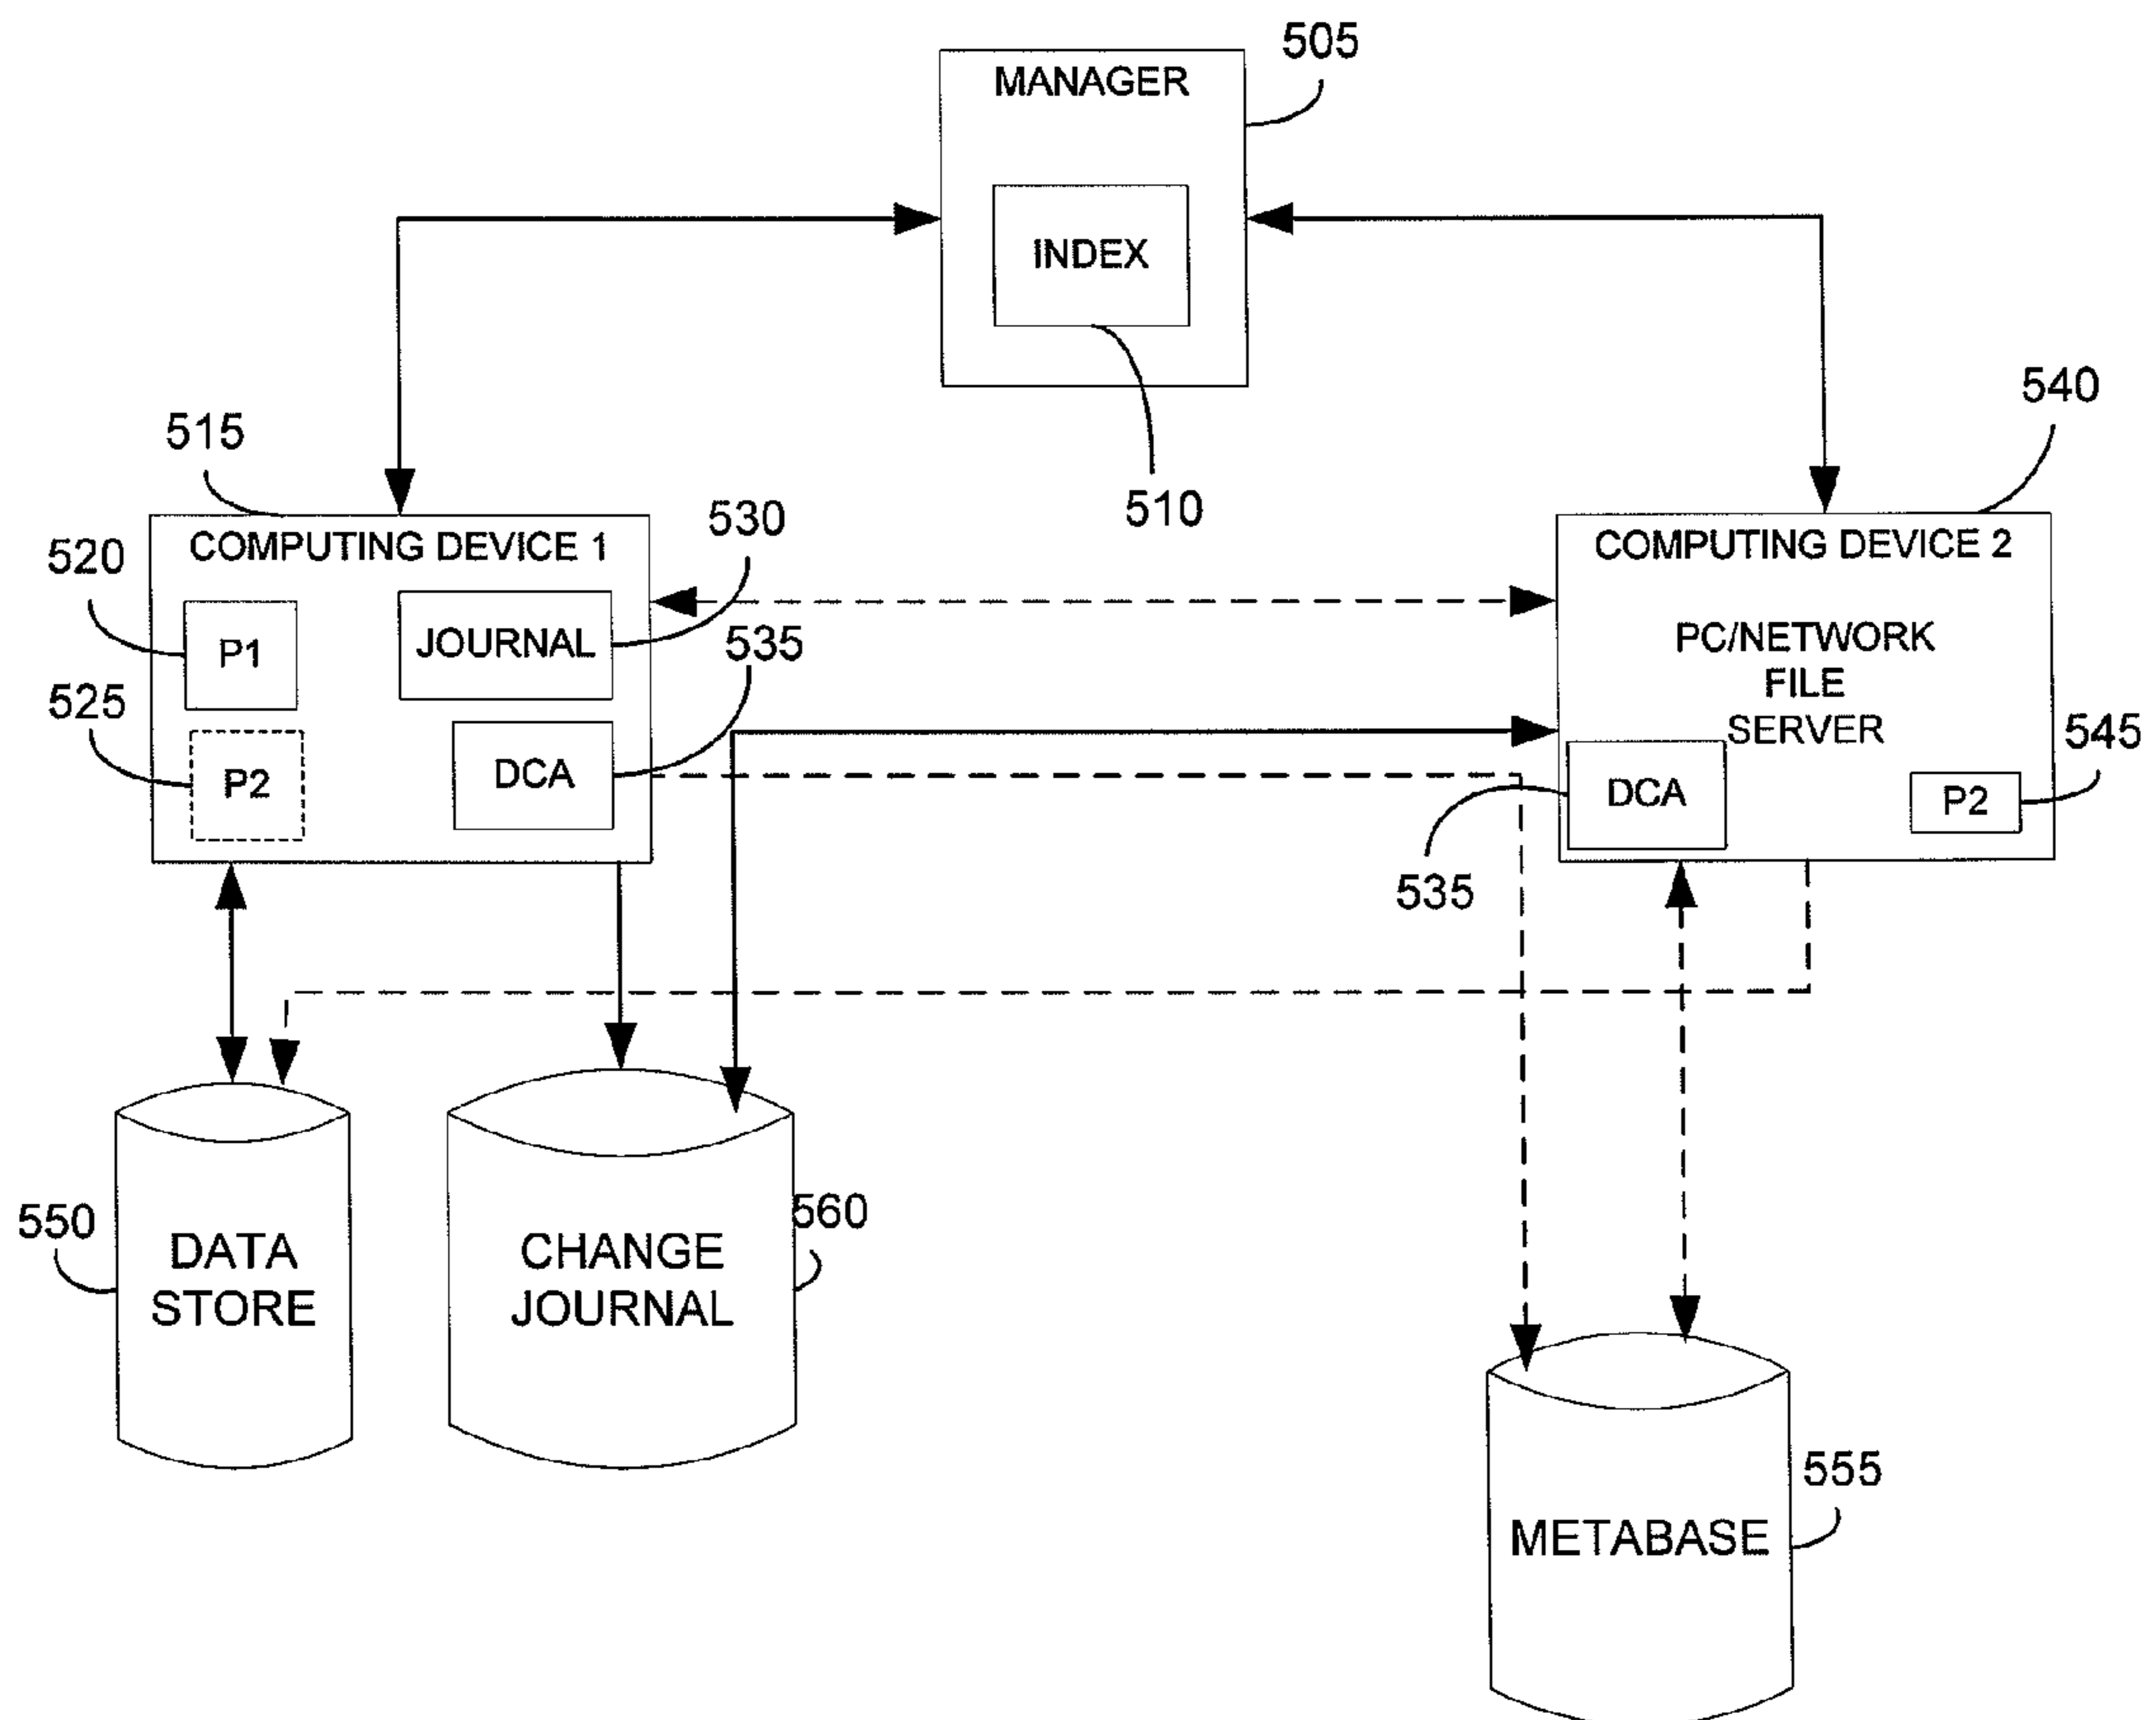 505
MANAGER
INDEX
510
540
515
530
COMPUTING DEVICE 1
COMPUTING DEVICE 2
520
P1
JOURNAL
535
PC/NETWORK
FILE
SERVER
525
P2
DCA
DCA
P2
545
535
550
DATA
STORE
CHANGE
JOURNAL
560
555
METABASE